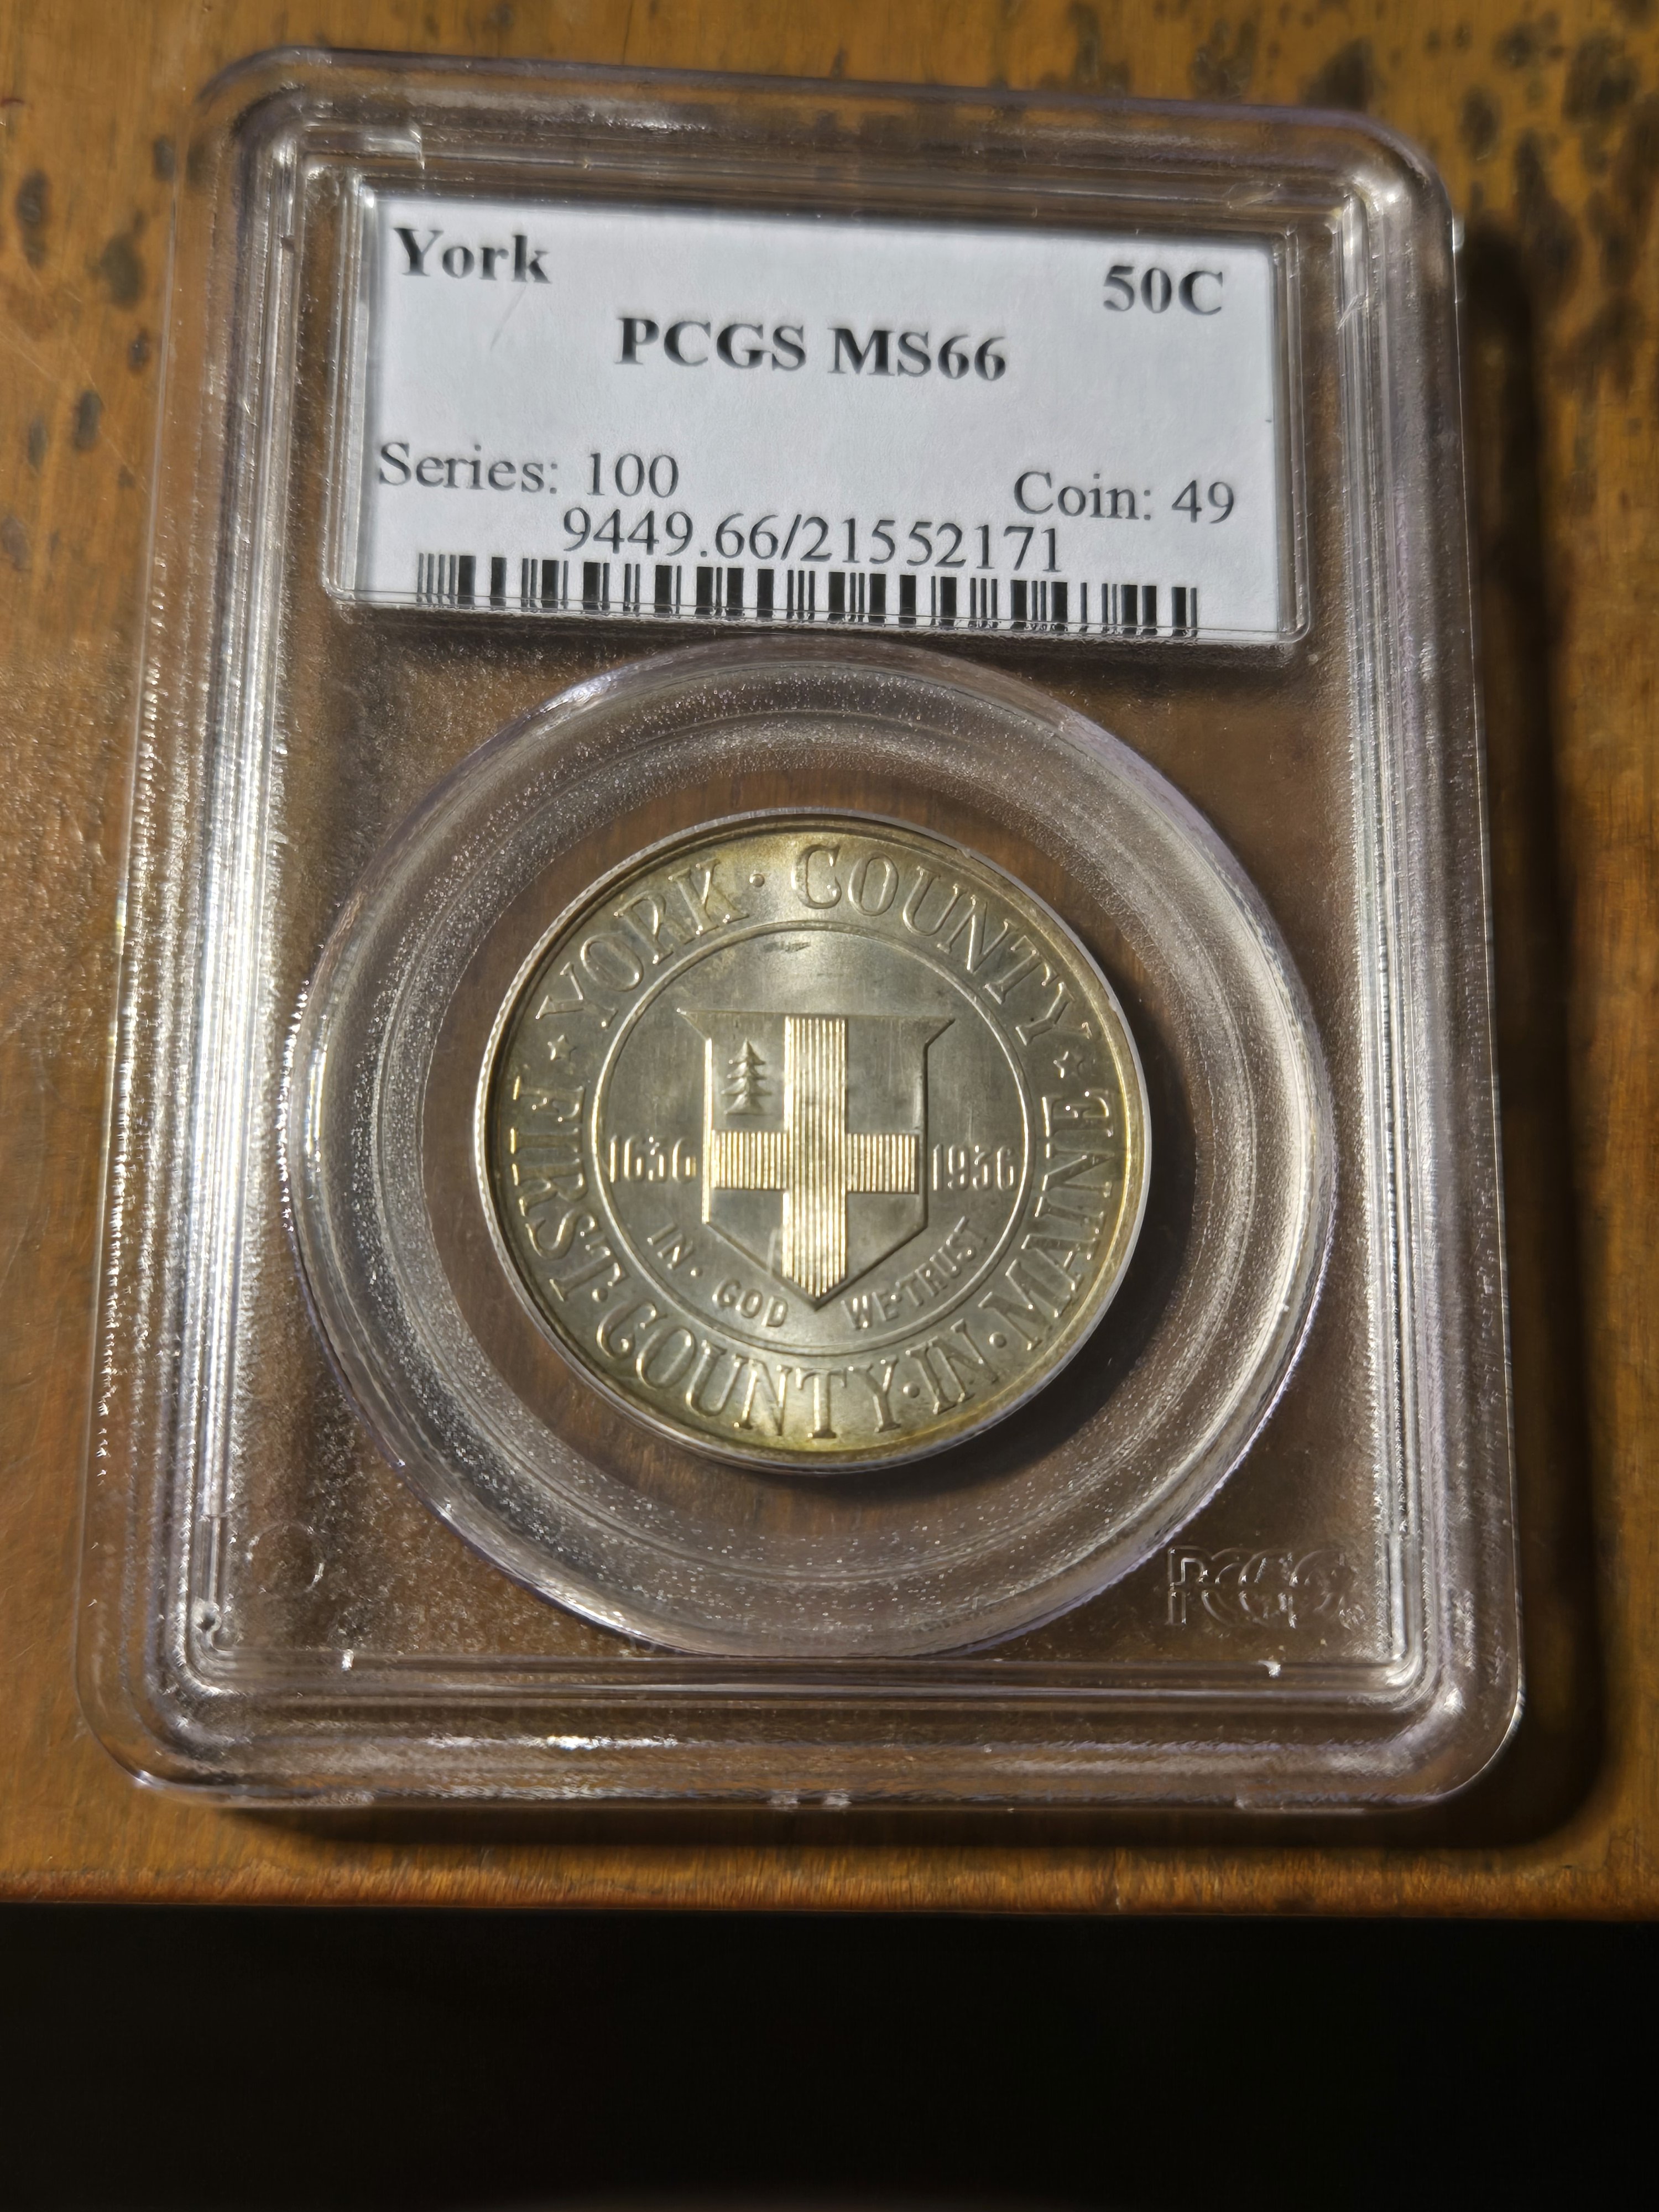 York 50C
PCGS MS66
Series: 100 Coin: 49
9449.66/21552171
YORK · COUNTY
FIRST · COUNTY · IN · MAINE
1636 1936
IN · GOD WE · TRUST
PCGS